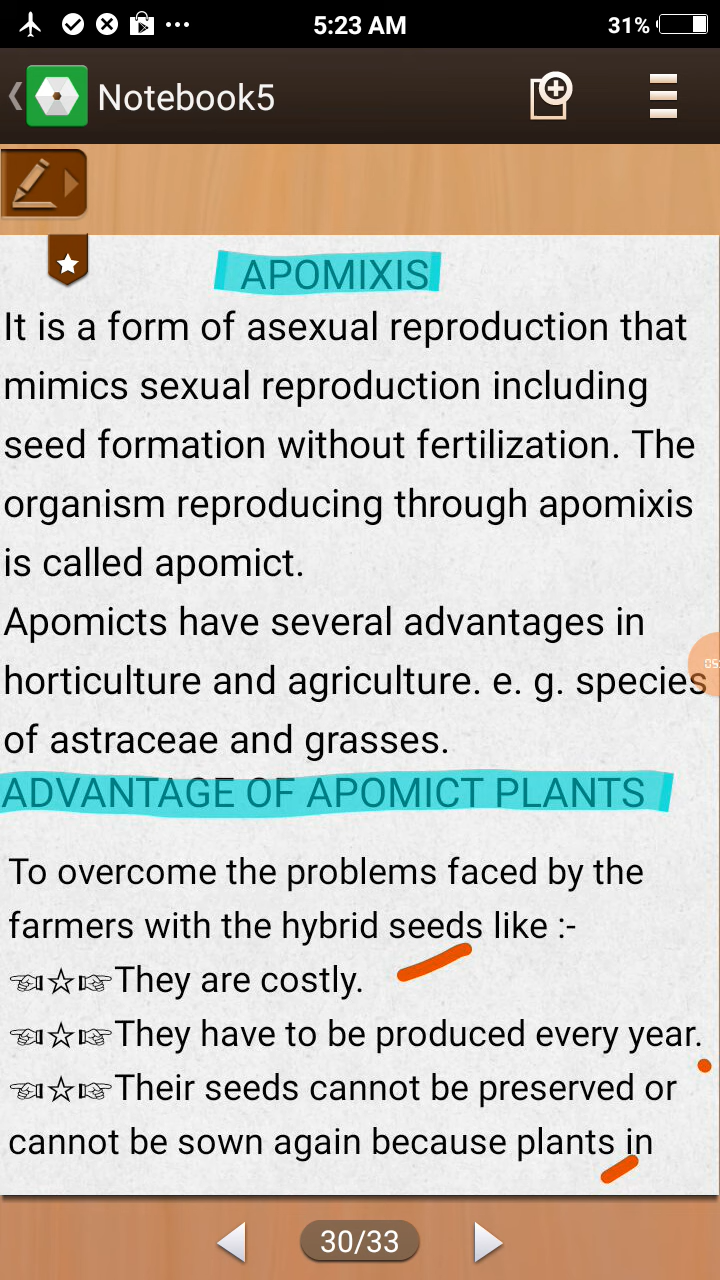 5:23 AM
31%
Notebook5
APOMIXIS
It is a form of asexual reproduction that
mimics sexual reproduction including
seed formation without fertilization. The
organism reproducing through apomixis
is called apomict.
Apomicts have several advantages in
horticulture and agriculture. e. g. species
of astraceae and grasses.
ADVANTAGE OF APOMICT PLANTS
To overcome the problems faced by the
farmers with the hybrid seeds like :-
☜☆☞They are costly.
☜☆☞They have to be produced every year.
☜☆☞Their seeds cannot be preserved or
cannot be sown again because plants in
30/33